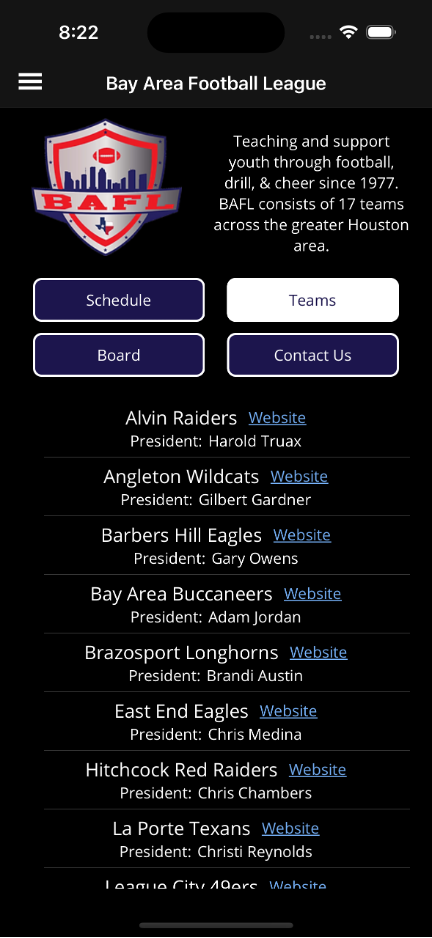 8:22
Bay Area Football League
BAFL
Teaching and support
youth through football,
drill, & cheer since 1977.
BAFL consists of 17 teams
across the greater Houston
area.
Schedule
Teams
Board
Contact Us
Alvin Raiders Website
President: Harold Truax
Angleton Wildcats Website
President: Gilbert Gardner
Barbers Hill Eagles Website
President: Gary Owens
Bay Area Buccaneers Website
President: Adam Jordan
Brazosport Longhorns Website
President: Brandi Austin
East End Eagles Website
President: Chris Medina
Hitchcock Red Raiders Website
President: Chris Chambers
La Porte Texans Website
President: Christi Reynolds
League City 49ers Website